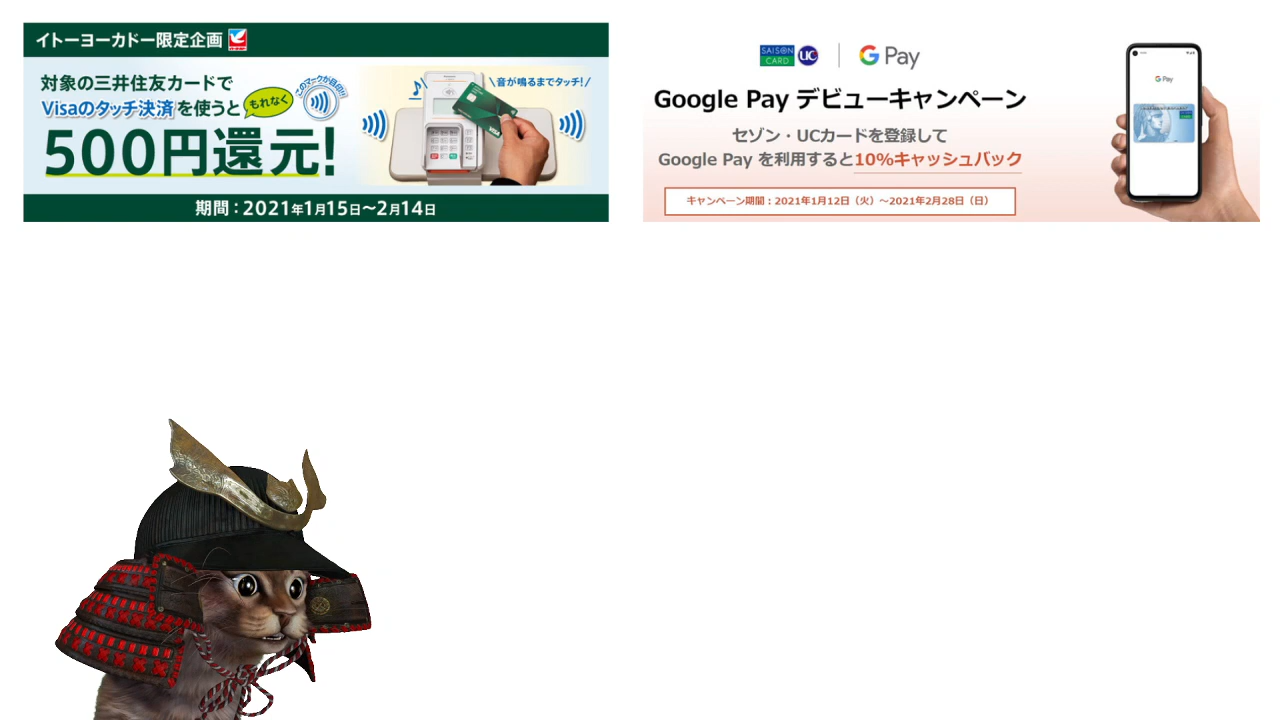 イトーヨーカドー限定企画
対象の三井住友カードで
Visaのタッチ決済を使うと
もれなく
このマークが目印!!
500円還元!
音が鳴るまでタッチ!
VISA
期間：2021年1月15日～2月14日
SAISON CARD UC G Pay
Google Pay デビューキャンペーン
セゾン・UCカードを登録して
Google Pay を利用すると10%キャッシュバック
キャンペーン期間：2021年1月12日（火）～2021年2月28日（日）
G Pay